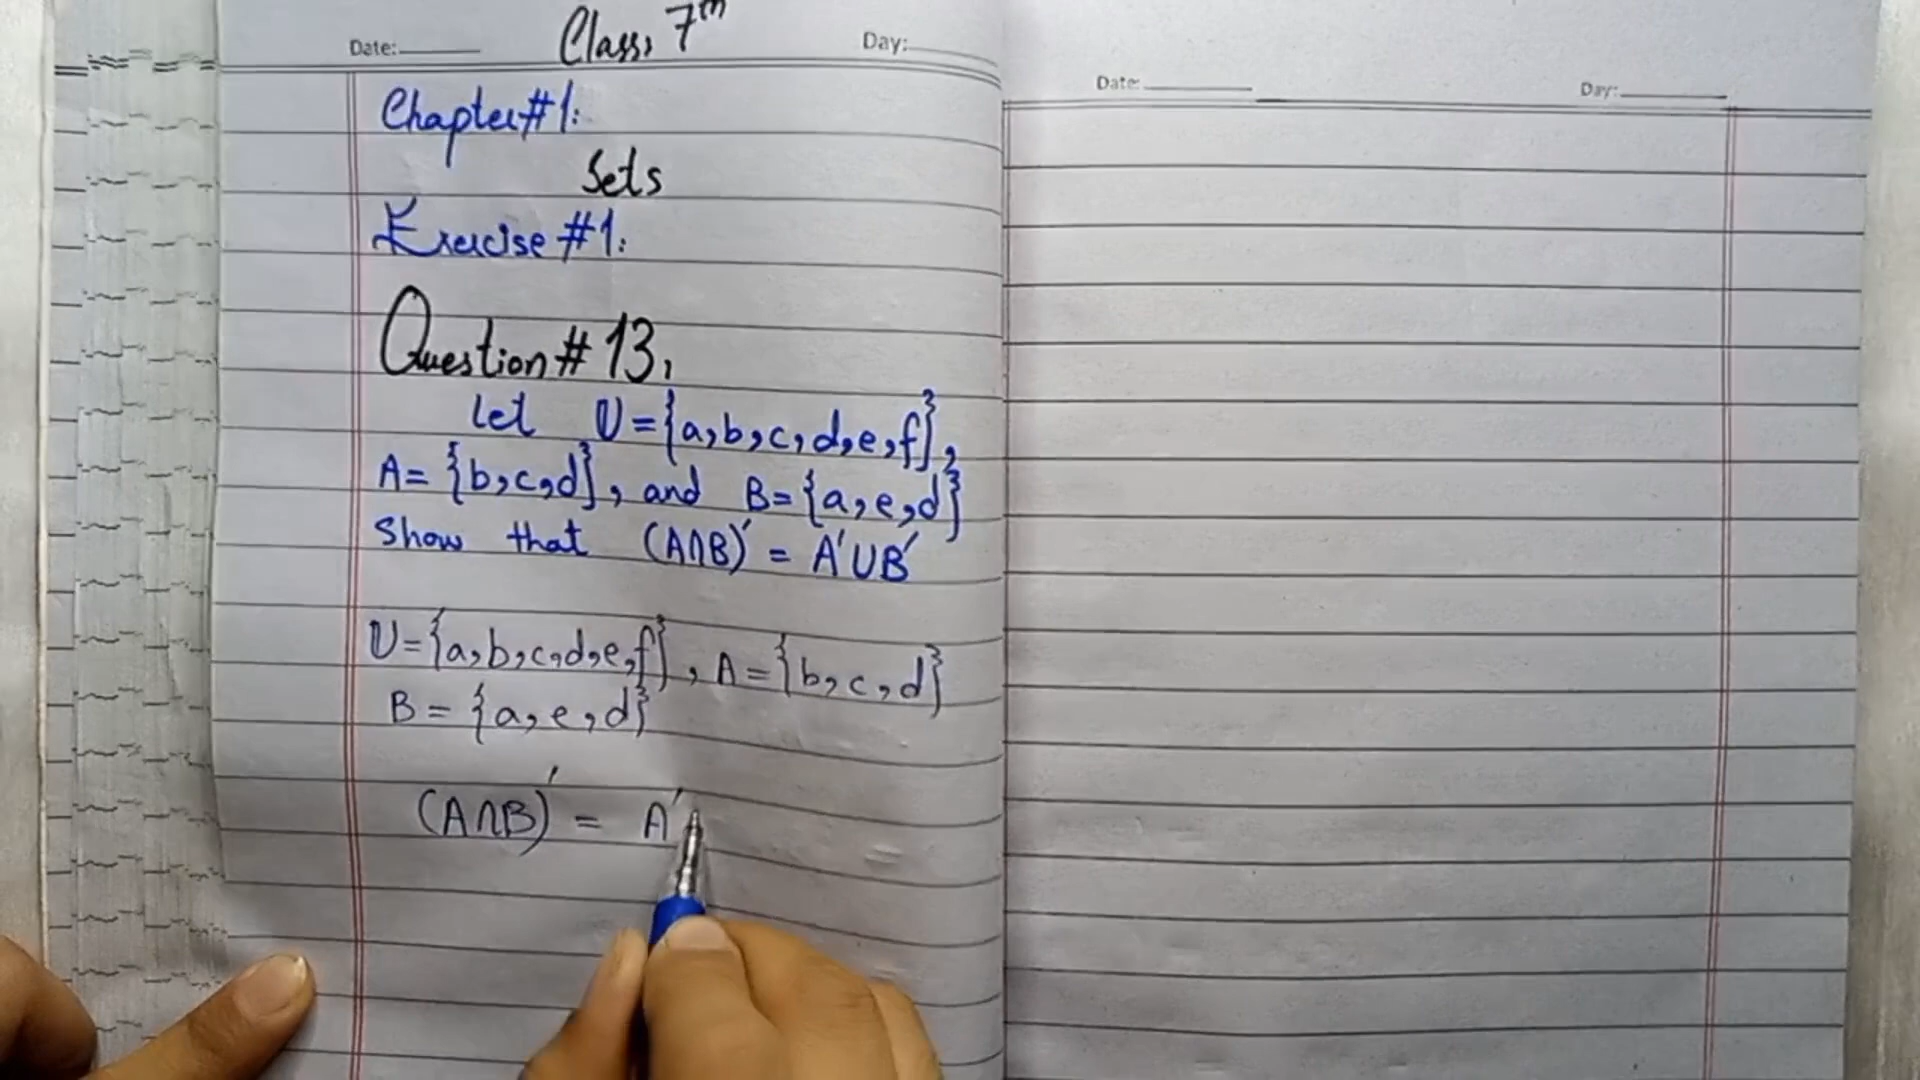 Date: Class, 7th Day:
Chapter#1:
Sets
Exercise #1:
Question# 13,
Let U={a,b,c,d,e,f},
A={b,c,d}, and B={a,e,d}
Show that (A∩B)′ = A′∪B′
U={a,b,c,d,e,f}, A={b,c,d}
B={a,e,d}
(A∩B)′ = A′
Date: Day: